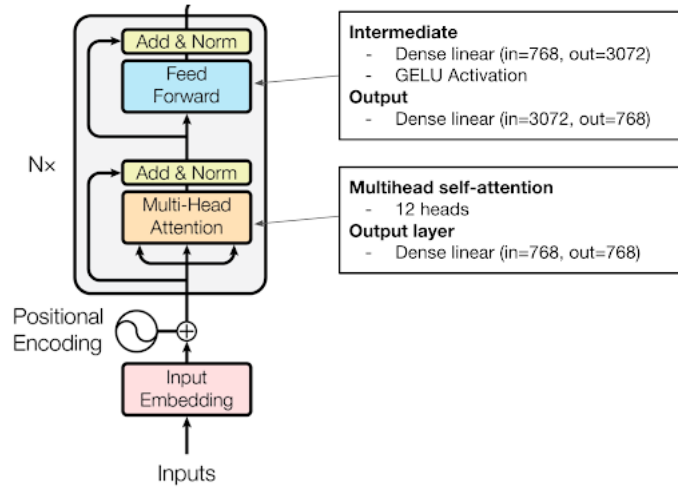 Add & Norm
Feed
Forward
Add & Norm
Multi-Head
Attention
N×
Positional
Encoding
Input
Embedding
Inputs
Intermediate
- Dense linear (in=768, out=3072)
- GELU Activation
Output
- Dense linear (in=3072, out=768)
Multihead self-attention
- 12 heads
Output layer
- Dense linear (in=768, out=768)